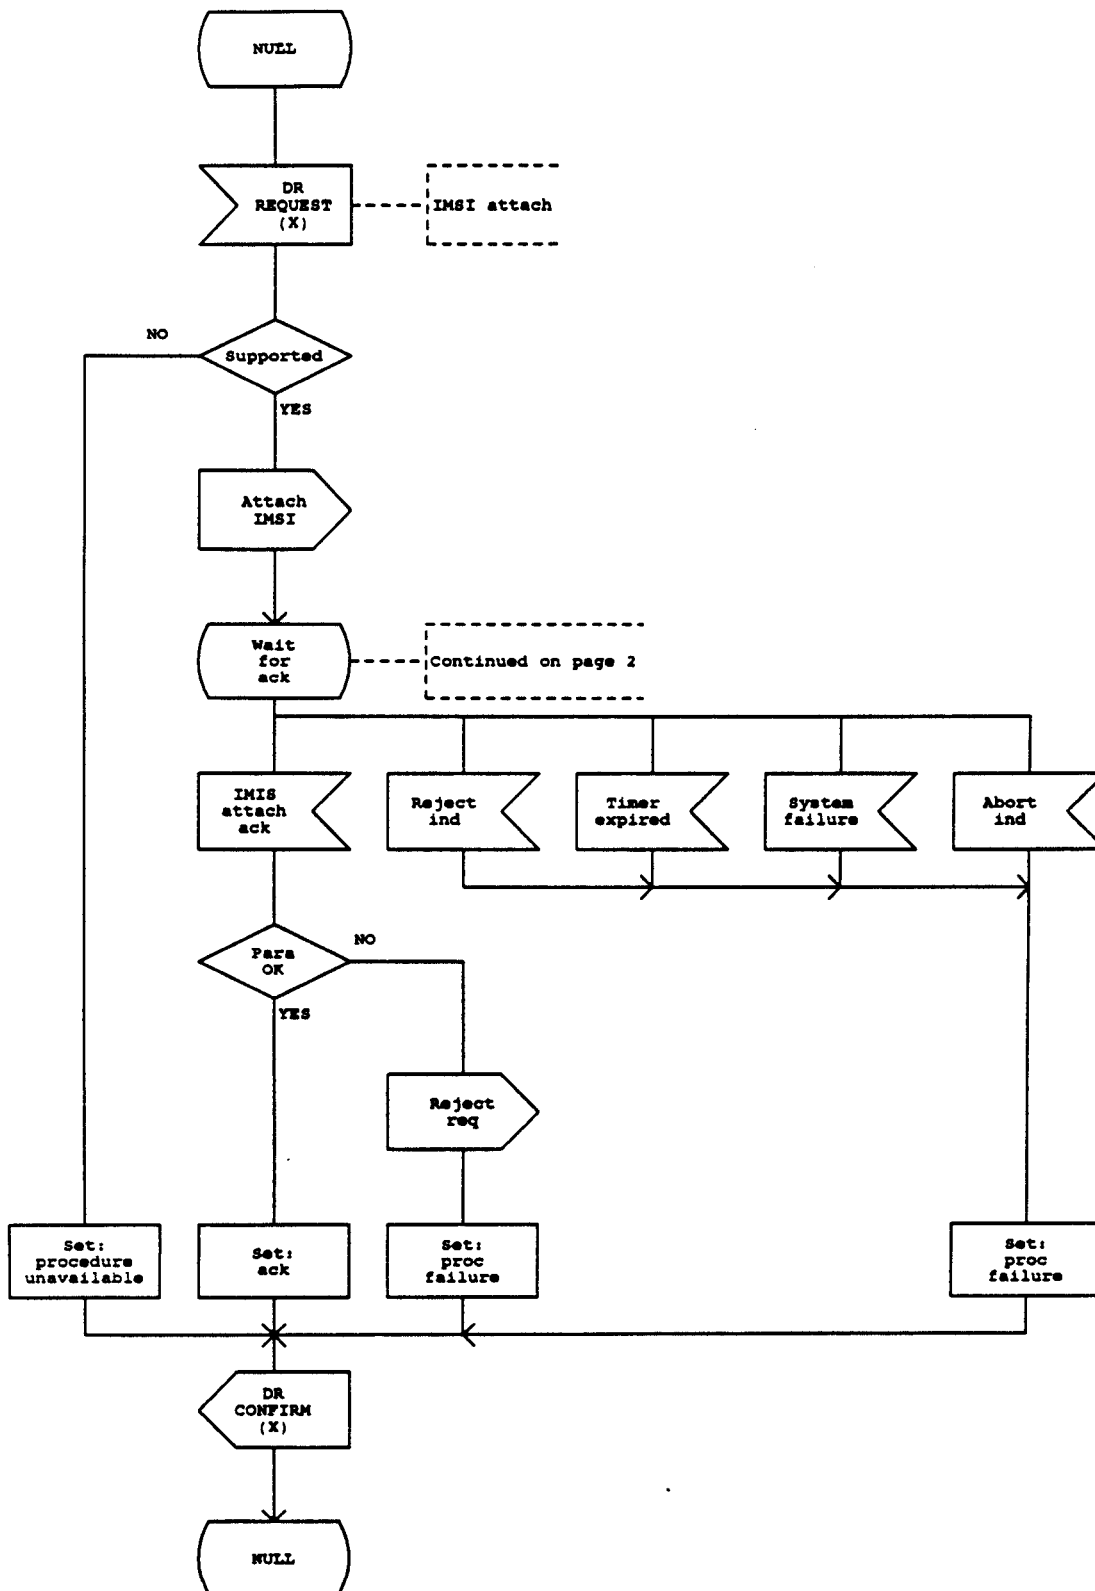 NULL
DR
REQUEST
(X)
IMSI attach
NO
Supported
YES
Attach
IMSI
Wait
for
ack
Continued on page 2
IMIS
attach
ack
Reject
ind
Timer
expired
System
failure
Abort
ind
Para
OK
NO
YES
Reject
req
Set:
procedure
unavailable
Set:
ack
Set:
proc
failure
Set:
proc
failure
DR
CONFIRM
(X)
NULL